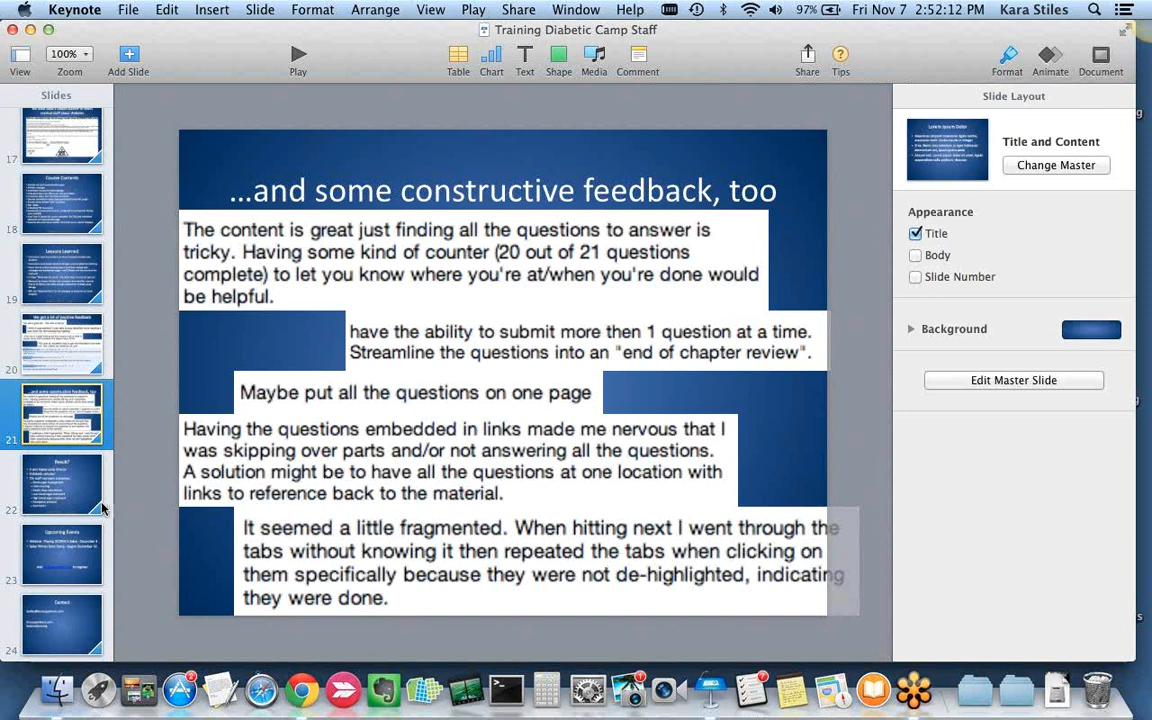 Keynote File Edit Insert Slide Format Arrange View Play Share Window Help 97% Fri Nov 7 2:52:12 PM Kara Stiles
Training Diabetic Camp Staff
100%
View Zoom Add Slide Play Table Chart Text Shape Media Comment Share Tips Format Animate Document
Slides
Slide Layout
17
18
Course Contents
19
Lessons Learned
20
21
22
Result?
23
Upcoming Events
24
Contact
...and some constructive feedback, too
The content is great just finding all the questions to answer is
tricky. Having some kind of counter (20 out of 21 questions
complete) to let you know where you're at/when you're done would
be helpful.
have the ability to submit more then 1 question at a time.
Streamline the questions into an "end of chapter review".
Maybe put all the questions on one page
Having the questions embedded in links made me nervous that I
was skipping over parts and/or not answering all the questions.
A solution might be to have all the questions at one location with
links to reference back to the material.
It seemed a little fragmented. When hitting next I went through the
tabs without knowing it then repeated the tabs when clicking on
them specifically because they were not de-highlighted, indicating
they were done.
Title and Content
Change Master
Appearance
Title
Body
Slide Number
Background
Edit Master Slide